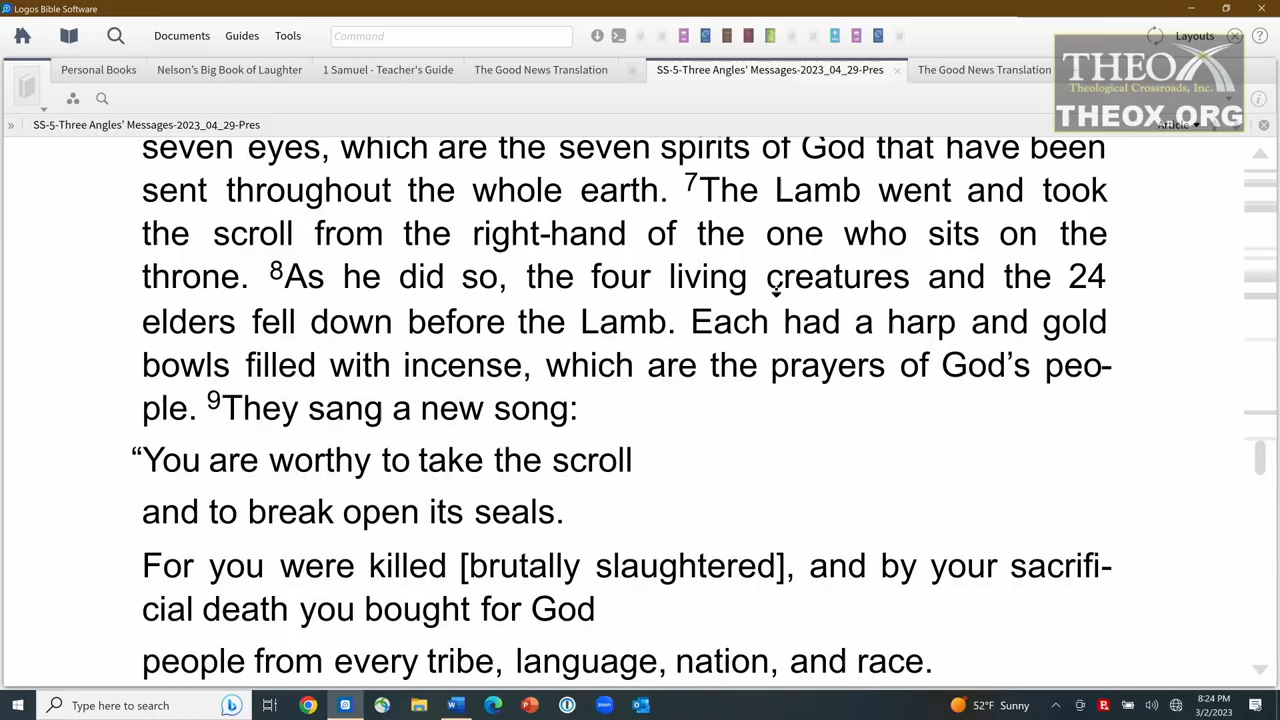 Logos Bible Software
Documents Guides Tools Command Layouts
Personal Books Nelson's Big Book of Laughter 1 Samuel - Teacher's Guide The Good News Translation SS-5-Three Angles' Messages-2023_04_29-Pres The Good News Translation
THEOX
Theological Crossroads, Inc.
THEOX.ORG
SS-5-Three Angles' Messages-2023_04_29-Pres Article
seven eyes, which are the seven spirits of God that have been
sent throughout the whole earth. 7The Lamb went and took
the scroll from the right-hand of the one who sits on the
throne. 8As he did so, the four living creatures and the 24
elders fell down before the Lamb. Each had a harp and gold
bowls filled with incense, which are the prayers of God’s peo-
ple. 9They sang a new song:
“You are worthy to take the scroll
and to break open its seals.
For you were killed [brutally slaughtered], and by your sacrifi-
cial death you bought for God
people from every tribe, language, nation, and race.
Type here to search 52°F Sunny 8:24 PM
3/2/2023